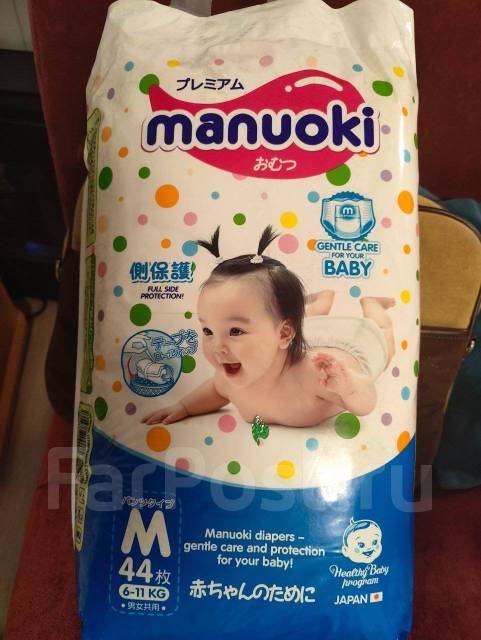 プレミアム
manuoki
おむつ
m
GENTLE CARE
FOR YOUR
BABY
側保護
FULL SIDE
PROTECTION!
テープを
FarPost.ru
パンツタイプ
M
44枚
6-11 KG
男女共用
Manuoki diapers –
gentle care and protection
for your baby!
赤ちゃんのために
Healthy Baby
program
JAPAN